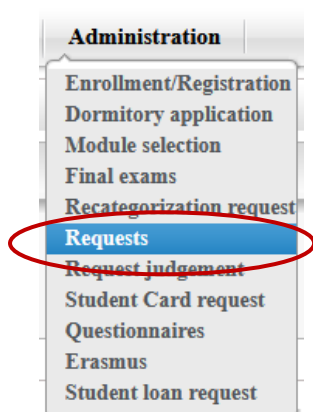 Administration
Enrollment/Registration
Dormitory application
Module selection
Final exams
Recategorization request
Requests
Request judgement
Student Card request
Questionnaires
Erasmus
Student loan request